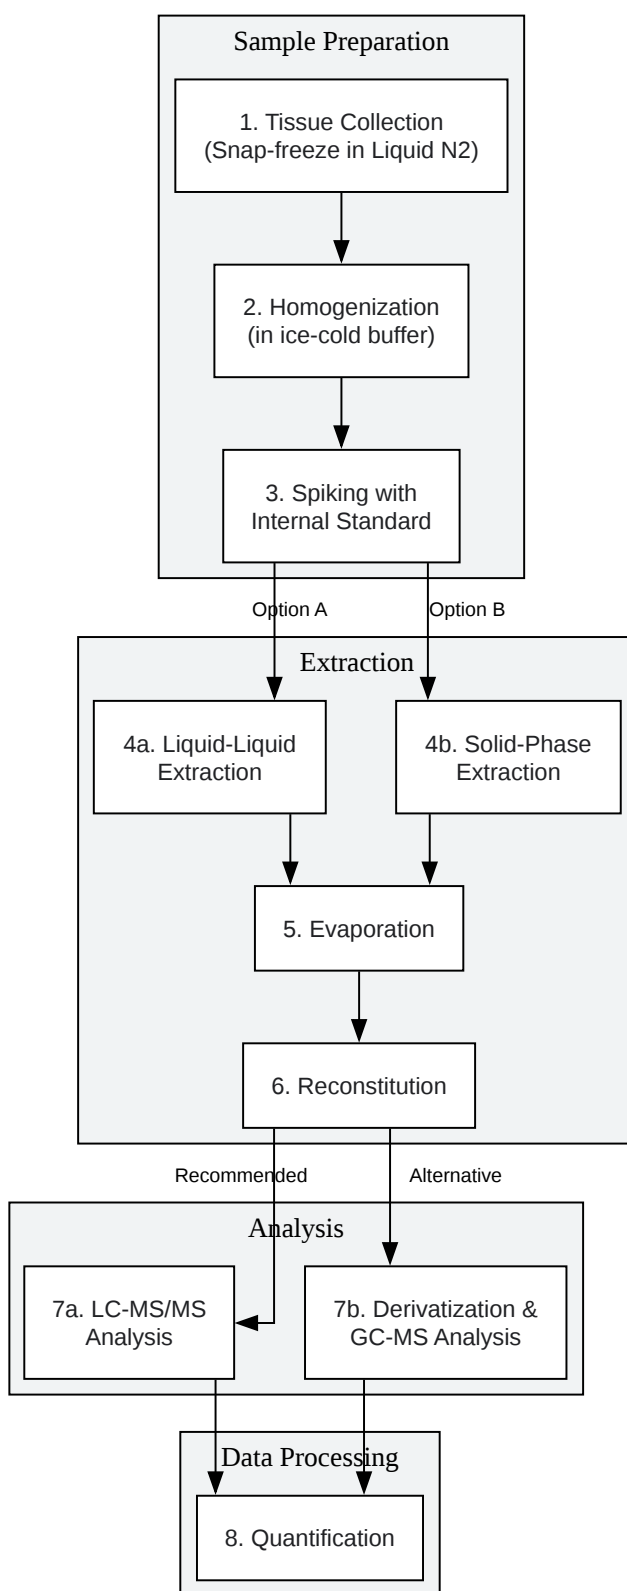 Sample Preparation
1. Tissue Collection
(Snap-freeze in Liquid N2)
2. Homogenization
(in ice-cold buffer)
3. Spiking with
Internal Standard
Option A
Option B
Extraction
4a. Liquid-Liquid
Extraction
4b. Solid-Phase
Extraction
5. Evaporation
6. Reconstitution
Recommended
Alternative
Analysis
7a. LC-MS/MS
Analysis
7b. Derivatization &
GC-MS Analysis
Data Processing
8. Quantification